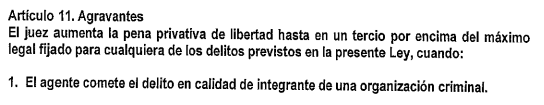 Artículo 11. Agravantes
El juez aumenta la pena privativa de libertad hasta en un tercio por encima del máximo
legal fijado para cualquiera de los delitos previstos en la presente Ley, cuando:
1. El agente comete el delito en calidad de integrante de una organización criminal.